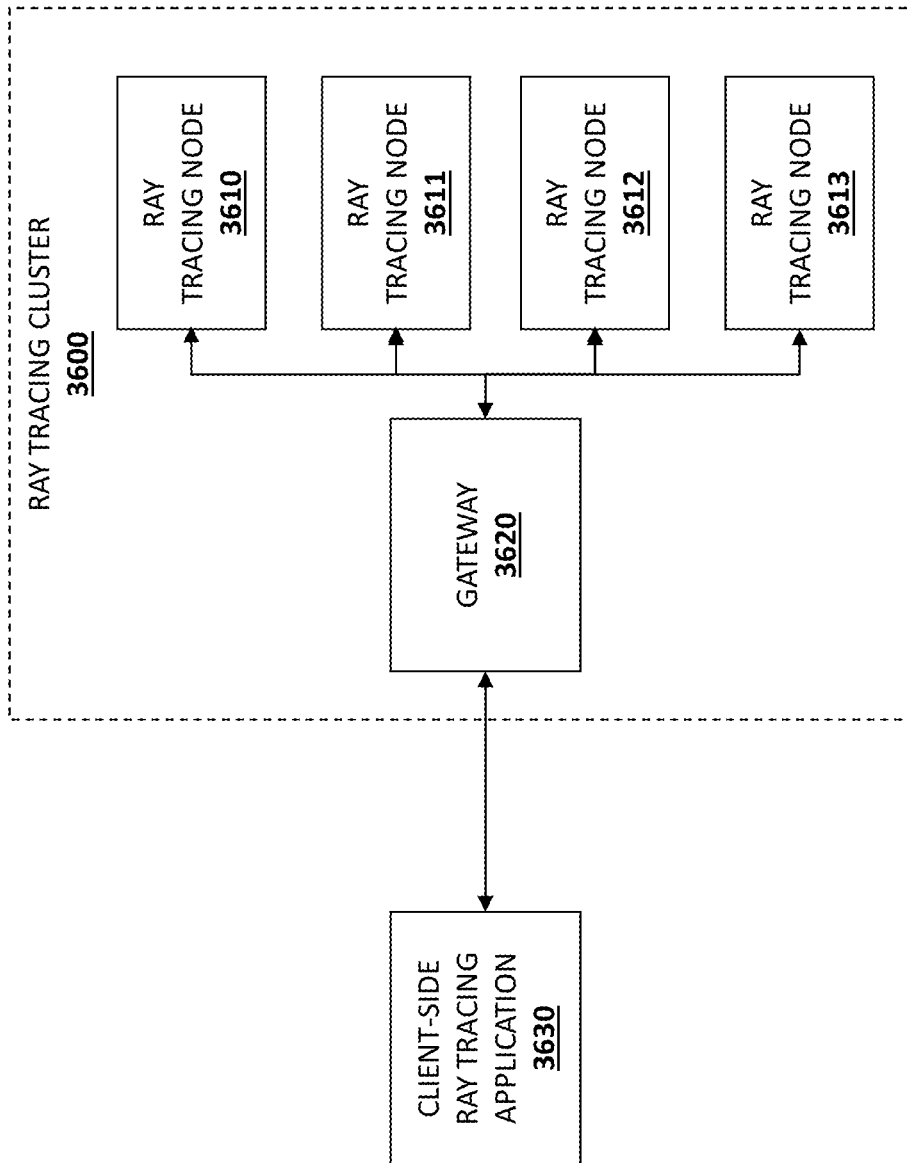 RAY TRACING CLUSTER
3600
RAY
TRACING NODE
3610
RAY
TRACING NODE
3611
RAY
TRACING NODE
3612
RAY
TRACING NODE
3613
GATEWAY
3620
CLIENT-SIDE
RAY TRACING
APPLICATION
3630